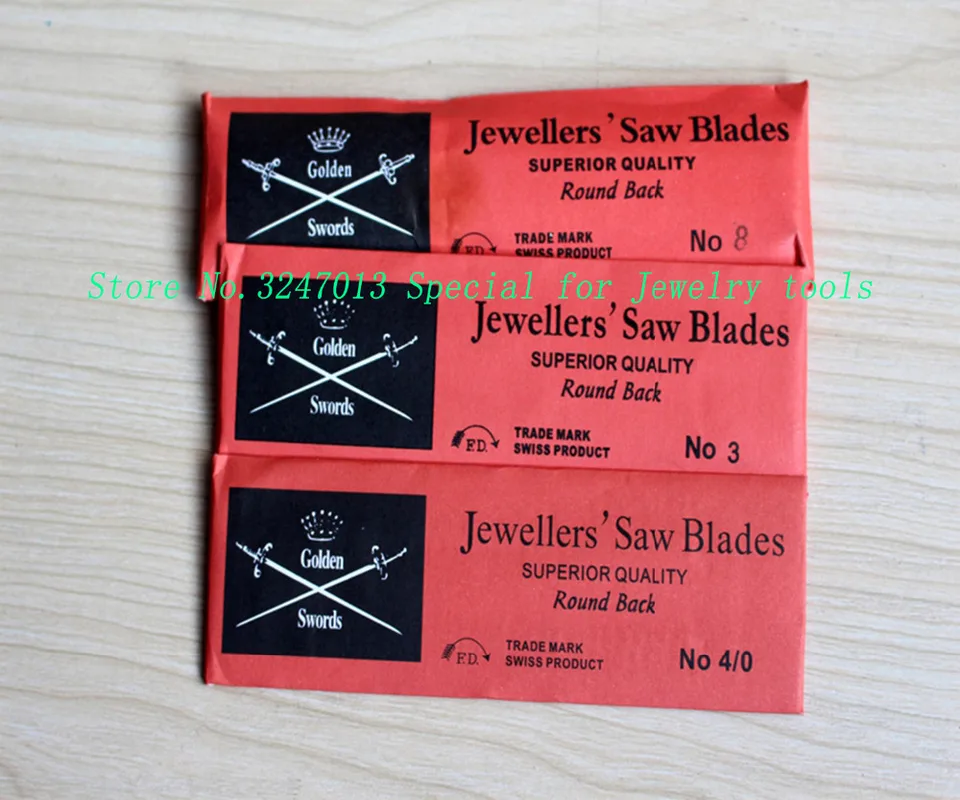 Golden
Swords
Jewellers' Saw Blades
SUPERIOR QUALITY
Round Back
F.D.
TRADE MARK
SWISS PRODUCT
No 8
Store No.3247013 Special for Jewelry tools
Golden
Swords
Jewellers' Saw Blades
SUPERIOR QUALITY
Round Back
F.D.
TRADE MARK
SWISS PRODUCT
No 3
Golden
Swords
Jewellers' Saw Blades
SUPERIOR QUALITY
Round Back
F.D.
TRADE MARK
SWISS PRODUCT
No 4/0